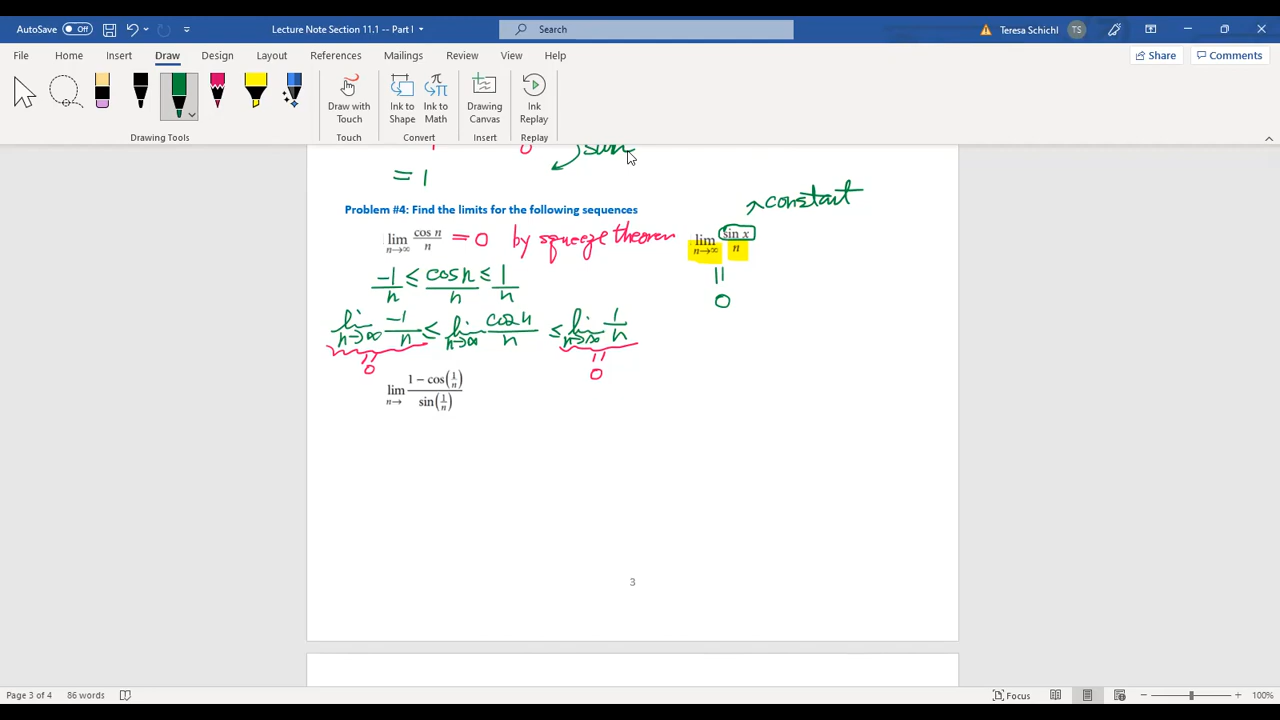 AutoSave Off Lecture Note Section 11.1 -- Part I Search Teresa Schichl TS
File Home Insert Draw Design Layout References Mailings Review View Help Share Comments
Draw with Touch Ink to Shape Ink to Math Drawing Canvas Ink Replay
Drawing Tools Touch Convert Insert Replay
= 1
constant
Problem #4: Find the limits for the following sequences
lim n→∞ cos n / n = 0 by squeeze theorem lim n→∞ sin x / n
-1/n ≤ cos n / n ≤ 1/n = 0
lim n→∞ -1/n ≤ lim n→∞ cos n / n ≤ lim n→∞ 1/n
= 0 = 0
lim n→ 1 − cos(1/n) / sin(1/n)
3
Page 3 of 4 86 words Focus 100%